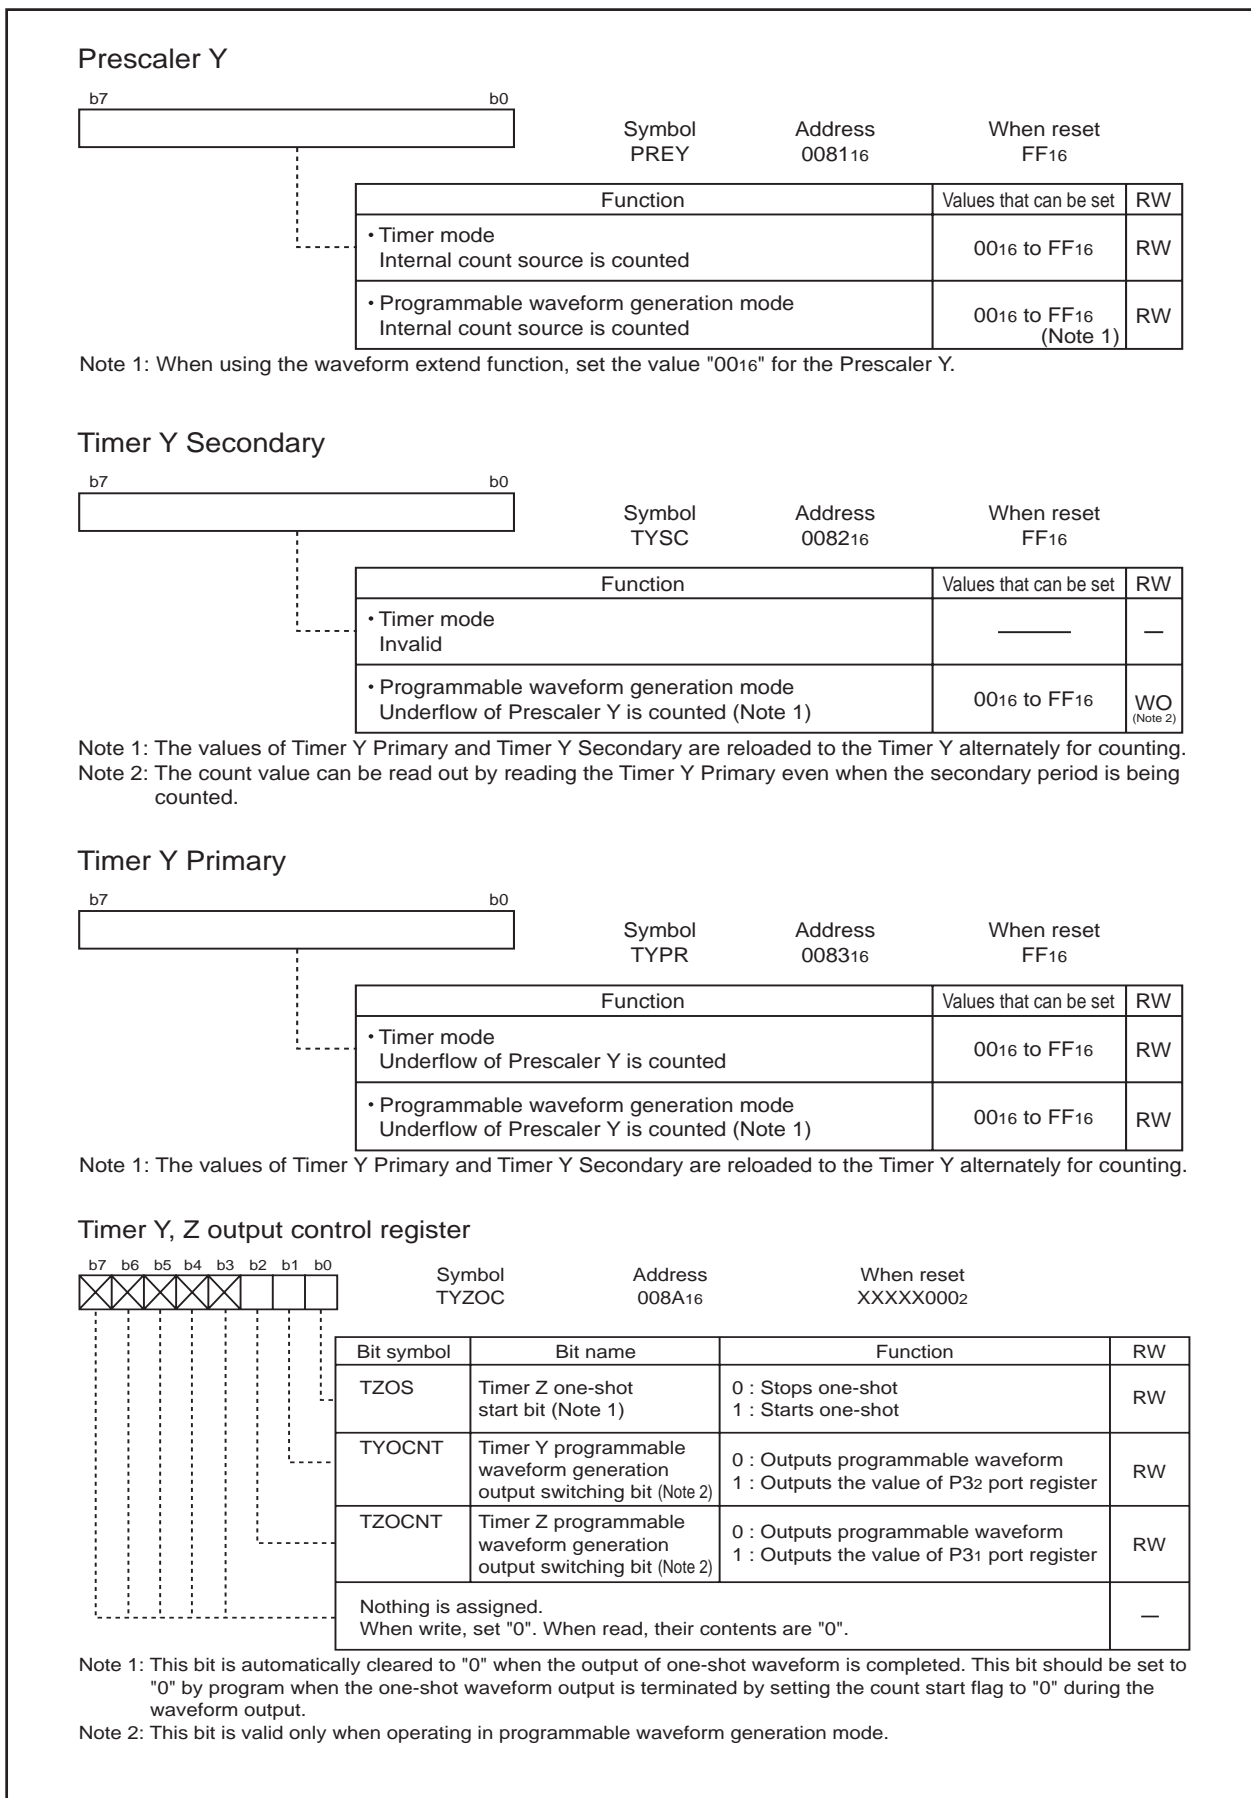 Prescaler Y
b7 b0
Symbol Address When reset
PREY 008116 FF16
Function Values that can be set RW
• Timer mode
Internal count source is counted 0016 to FF16 RW
• Programmable waveform generation mode
Internal count source is counted 0016 to FF16 (Note 1) RW
Note 1: When using the waveform extend function, set the value "0016" for the Prescaler Y.
Timer Y Secondary
b7 b0
Symbol Address When reset
TYSC 008216 FF16
Function Values that can be set RW
• Timer mode
Invalid — —
• Programmable waveform generation mode
Underflow of Prescaler Y is counted (Note 1) 0016 to FF16 WO (Note 2)
Note 1: The values of Timer Y Primary and Timer Y Secondary are reloaded to the Timer Y alternately for counting.
Note 2: The count value can be read out by reading the Timer Y Primary even when the secondary period is being
counted.
Timer Y Primary
b7 b0
Symbol Address When reset
TYPR 008316 FF16
Function Values that can be set RW
• Timer mode
Underflow of Prescaler Y is counted 0016 to FF16 RW
• Programmable waveform generation mode
Underflow of Prescaler Y is counted (Note 1) 0016 to FF16 RW
Note 1: The values of Timer Y Primary and Timer Y Secondary are reloaded to the Timer Y alternately for counting.
Timer Y, Z output control register
b7 b6 b5 b4 b3 b2 b1 b0
Symbol Address When reset
TYZOC 008A16 XXXXX0002
Bit symbol Bit name Function RW
TZOS Timer Z one-shot 0 : Stops one-shot
start bit (Note 1) 1 : Starts one-shot RW
TYOCNT Timer Y programmable
waveform generation 0 : Outputs programmable waveform
output switching bit (Note 2) 1 : Outputs the value of P32 port register RW
TZOCNT Timer Z programmable
waveform generation 0 : Outputs programmable waveform
output switching bit (Note 2) 1 : Outputs the value of P31 port register RW
Nothing is assigned.
When write, set "0". When read, their contents are "0". —
Note 1: This bit is automatically cleared to "0" when the output of one-shot waveform is completed. This bit should be set to
"0" by program when the one-shot waveform output is terminated by setting the count start flag to "0" during the
waveform output.
Note 2: This bit is valid only when operating in programmable waveform generation mode.